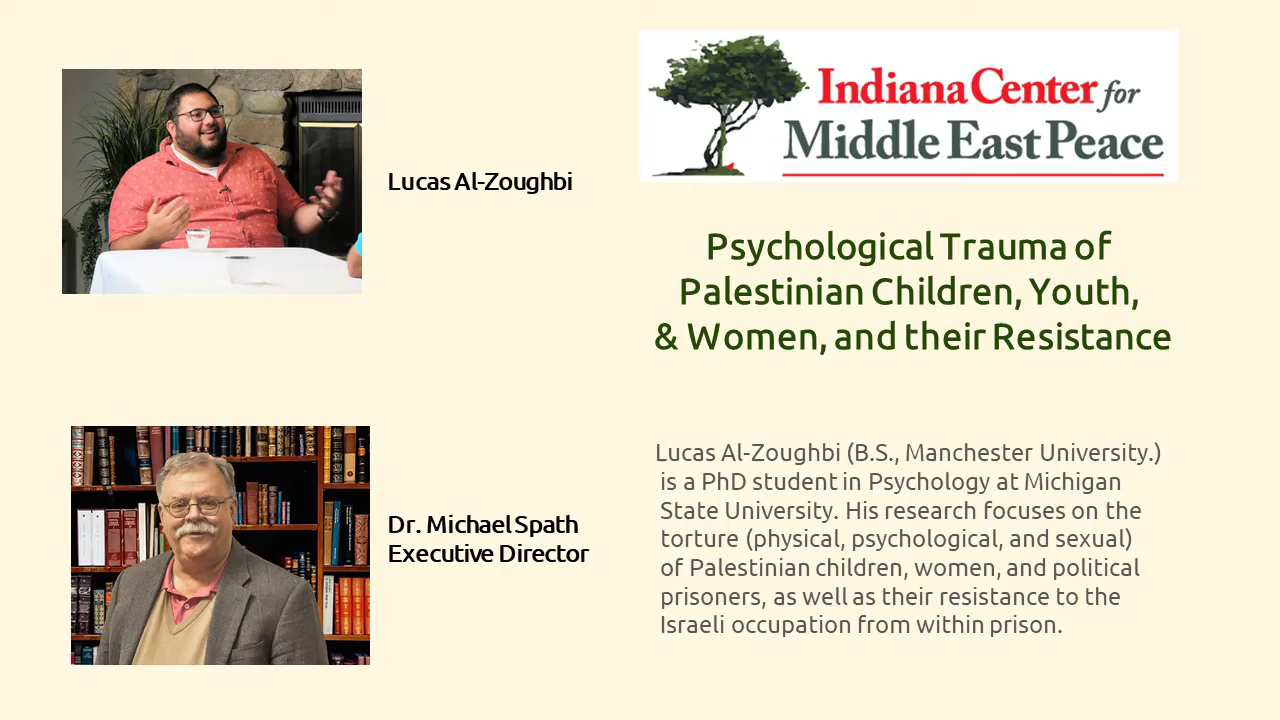 Indiana Center for
Middle East Peace
Lucas Al-Zoughbi
Psychological Trauma of
Palestinian Children, Youth,
& Women, and their Resistance
Dr. Michael Spath
Executive Director
Lucas Al-Zoughbi (B.S., Manchester University.)
is a PhD student in Psychology at Michigan
State University. His research focuses on the
torture (physical, psychological, and sexual)
of Palestinian children, women, and political
prisoners, as well as their resistance to the
Israeli occupation from within prison.